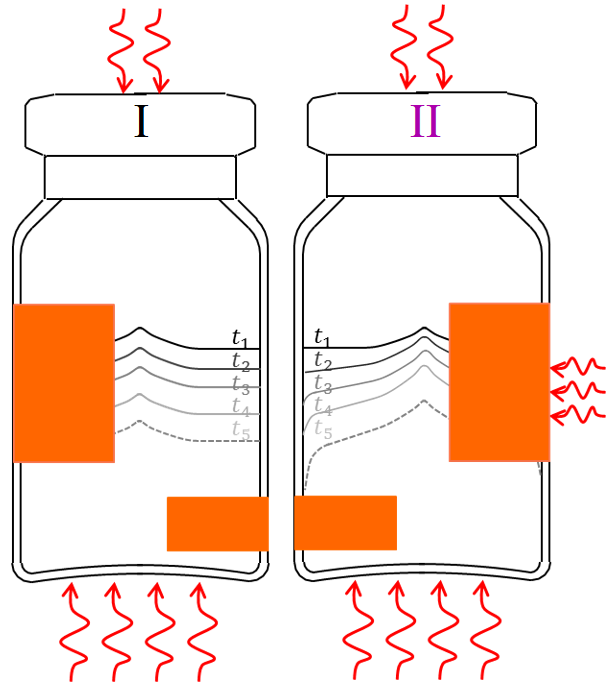 I II
t₁ t₁
t₂ t₂
t₃ t₃
t₄ t₄
t₅ t₅